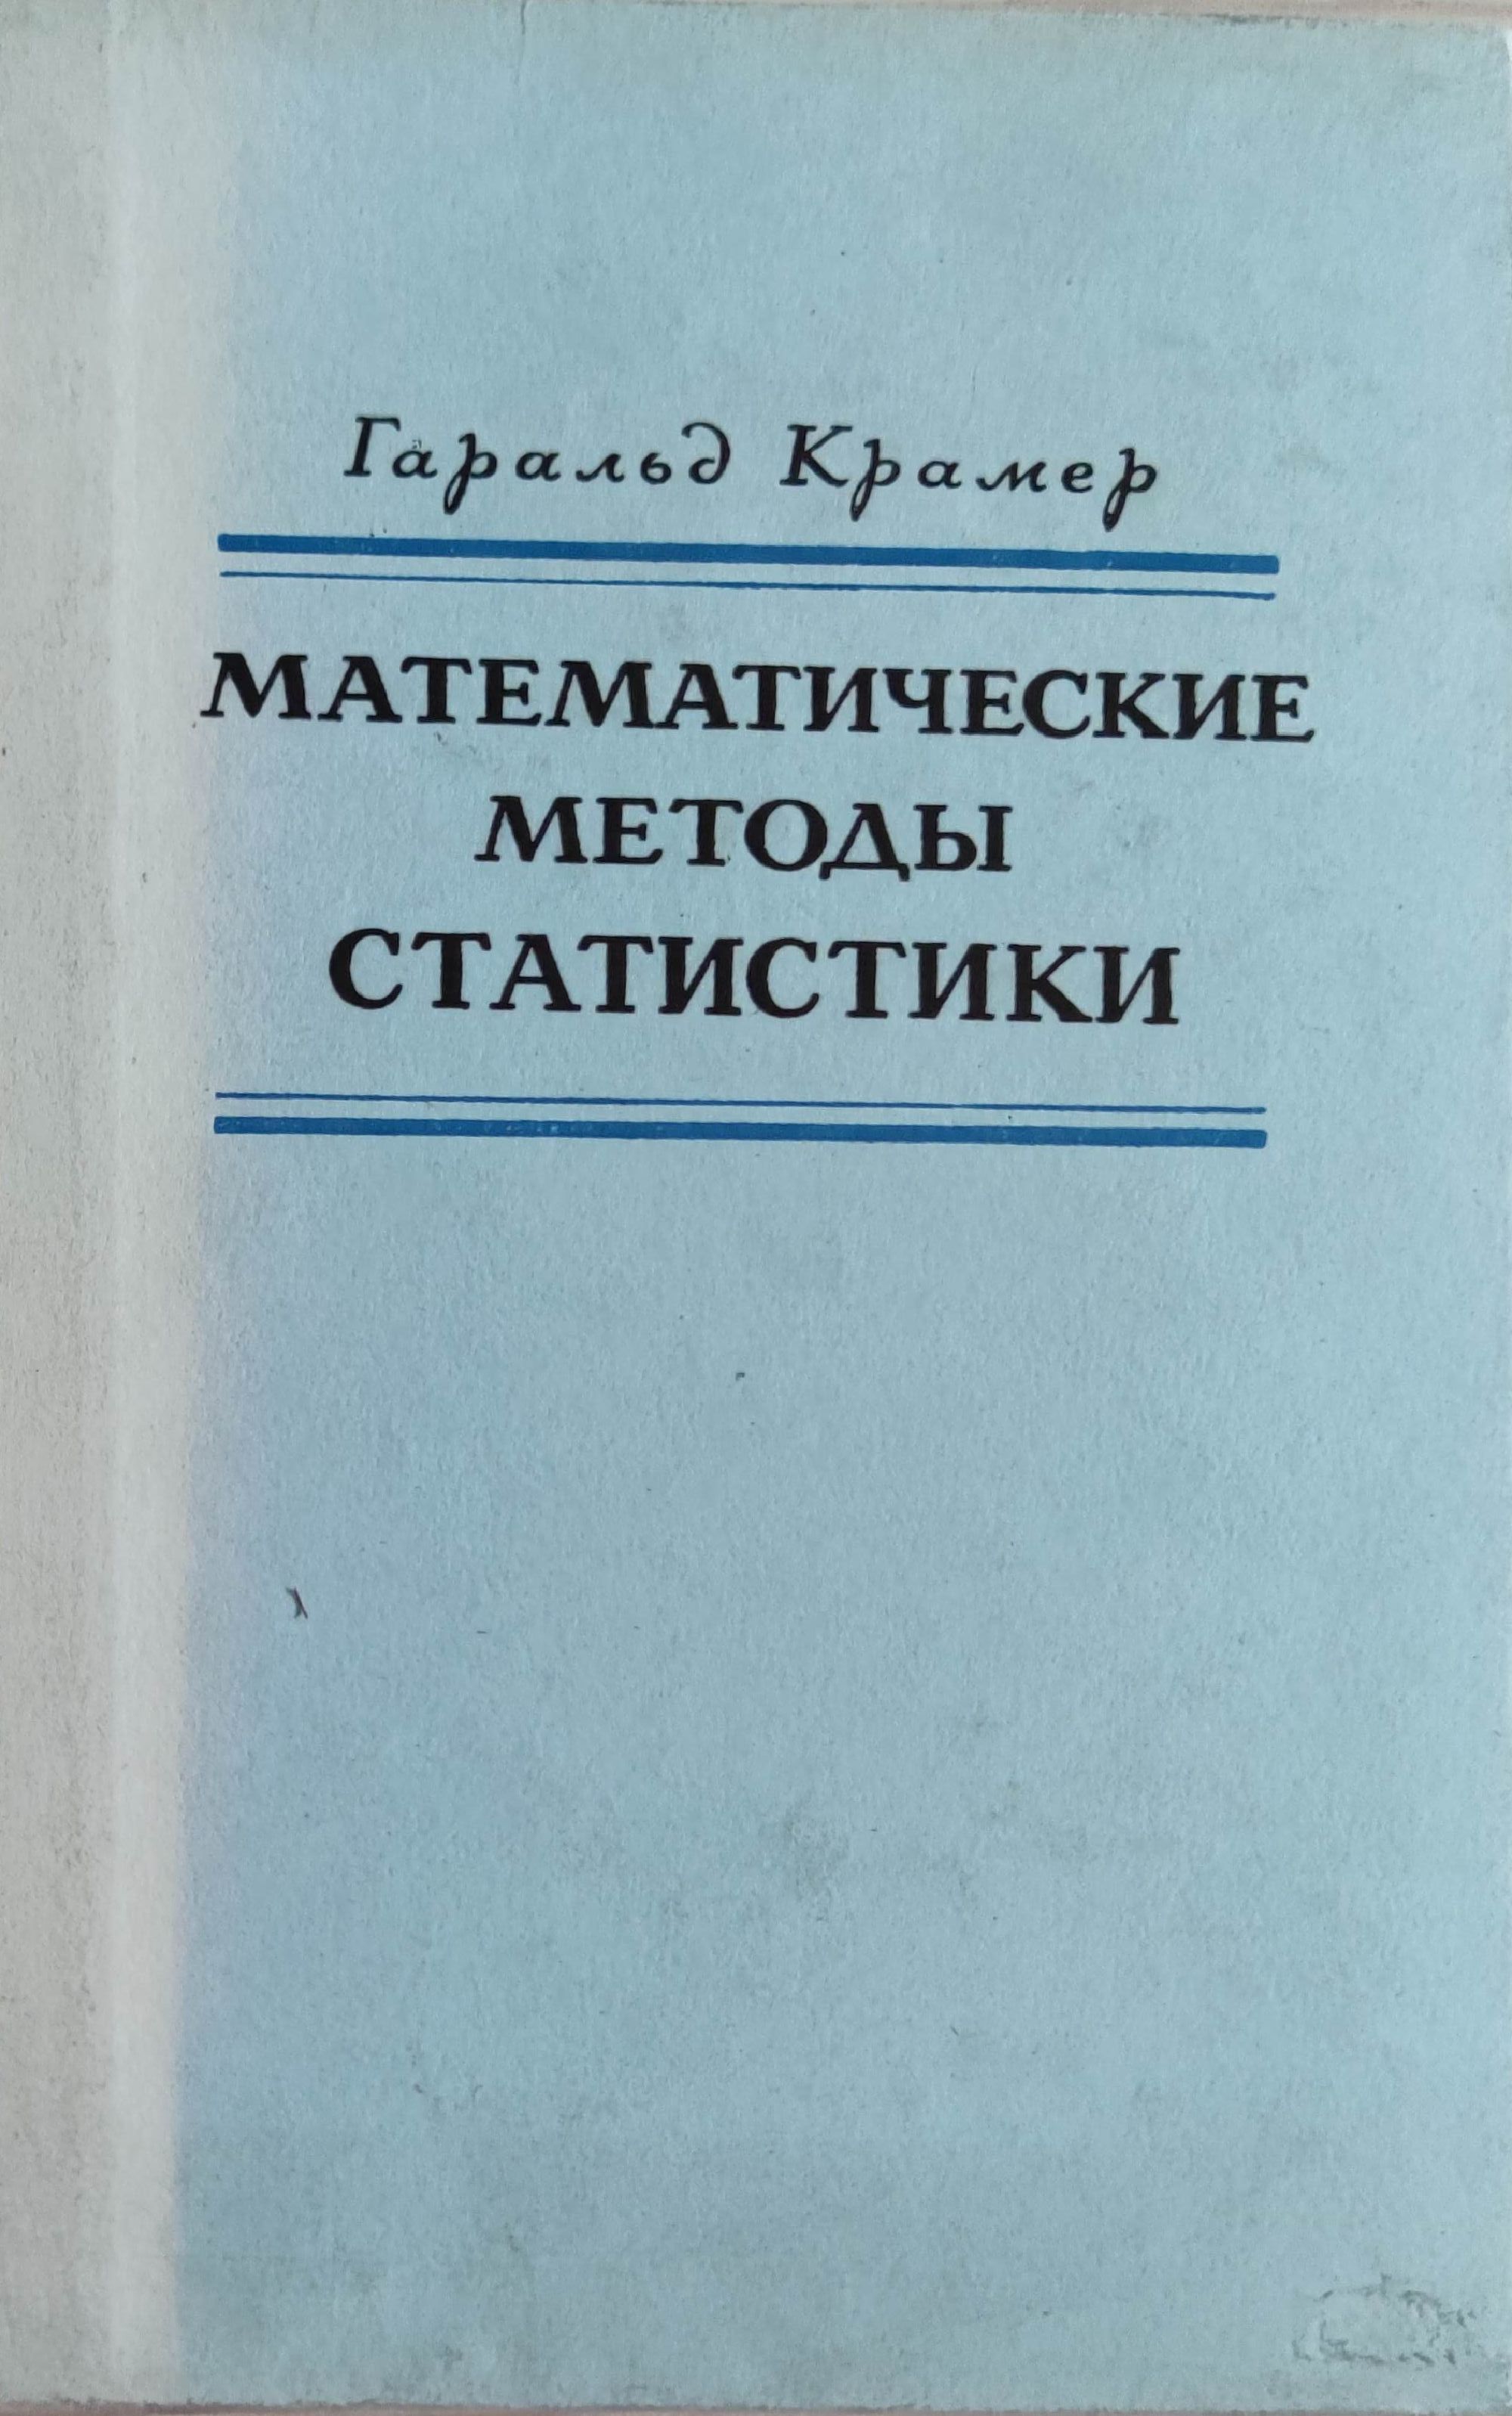 Гаральд Крамер
МАТЕМАТИЧЕСКИЕ
МЕТОДЫ
СТАТИСТИКИ